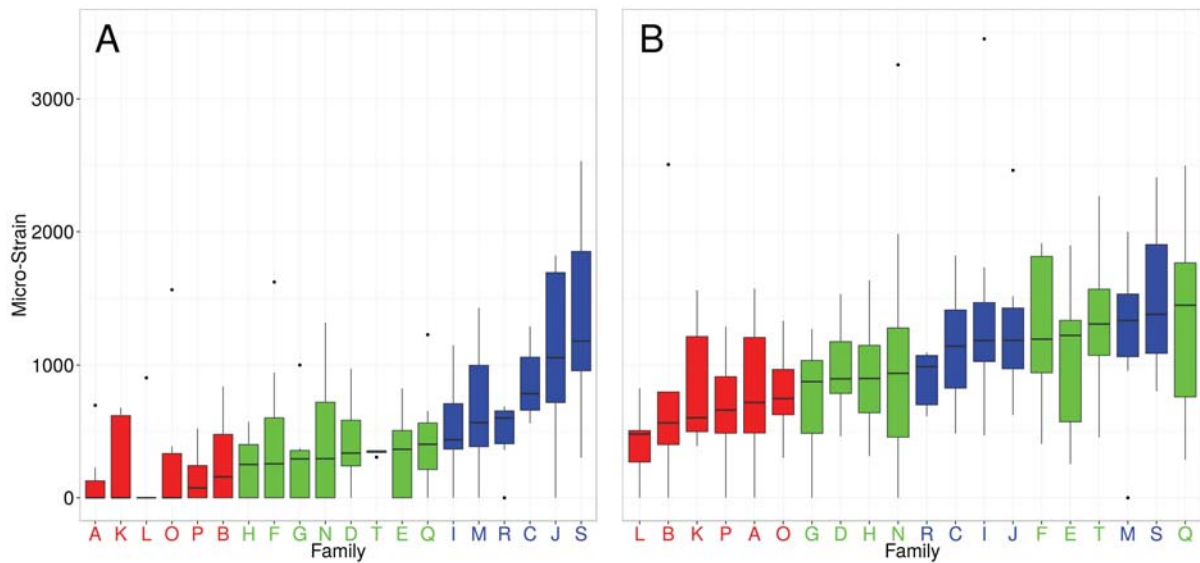 A
B
Micro-Strain
3000
2000
1000
0
A K L O P B H F G N D T E Q I M R C J S
L B K P A O G D H N R C I J F E T M S Q
Family
Family